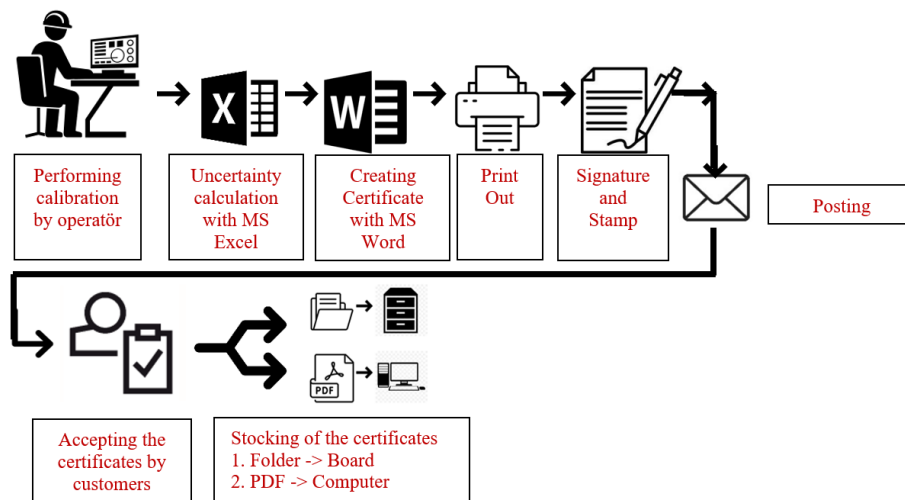 X
W
Performing
calibration
by operatör
Uncertainty
calculation
with MS
Excel
Creating
Certificate
with MS
Word
Print
Out
Signature
and
Stamp
Posting
PDF
Accepting the
certificates by
customers
Stocking of the certificates
1. Folder -> Board
2. PDF -> Computer